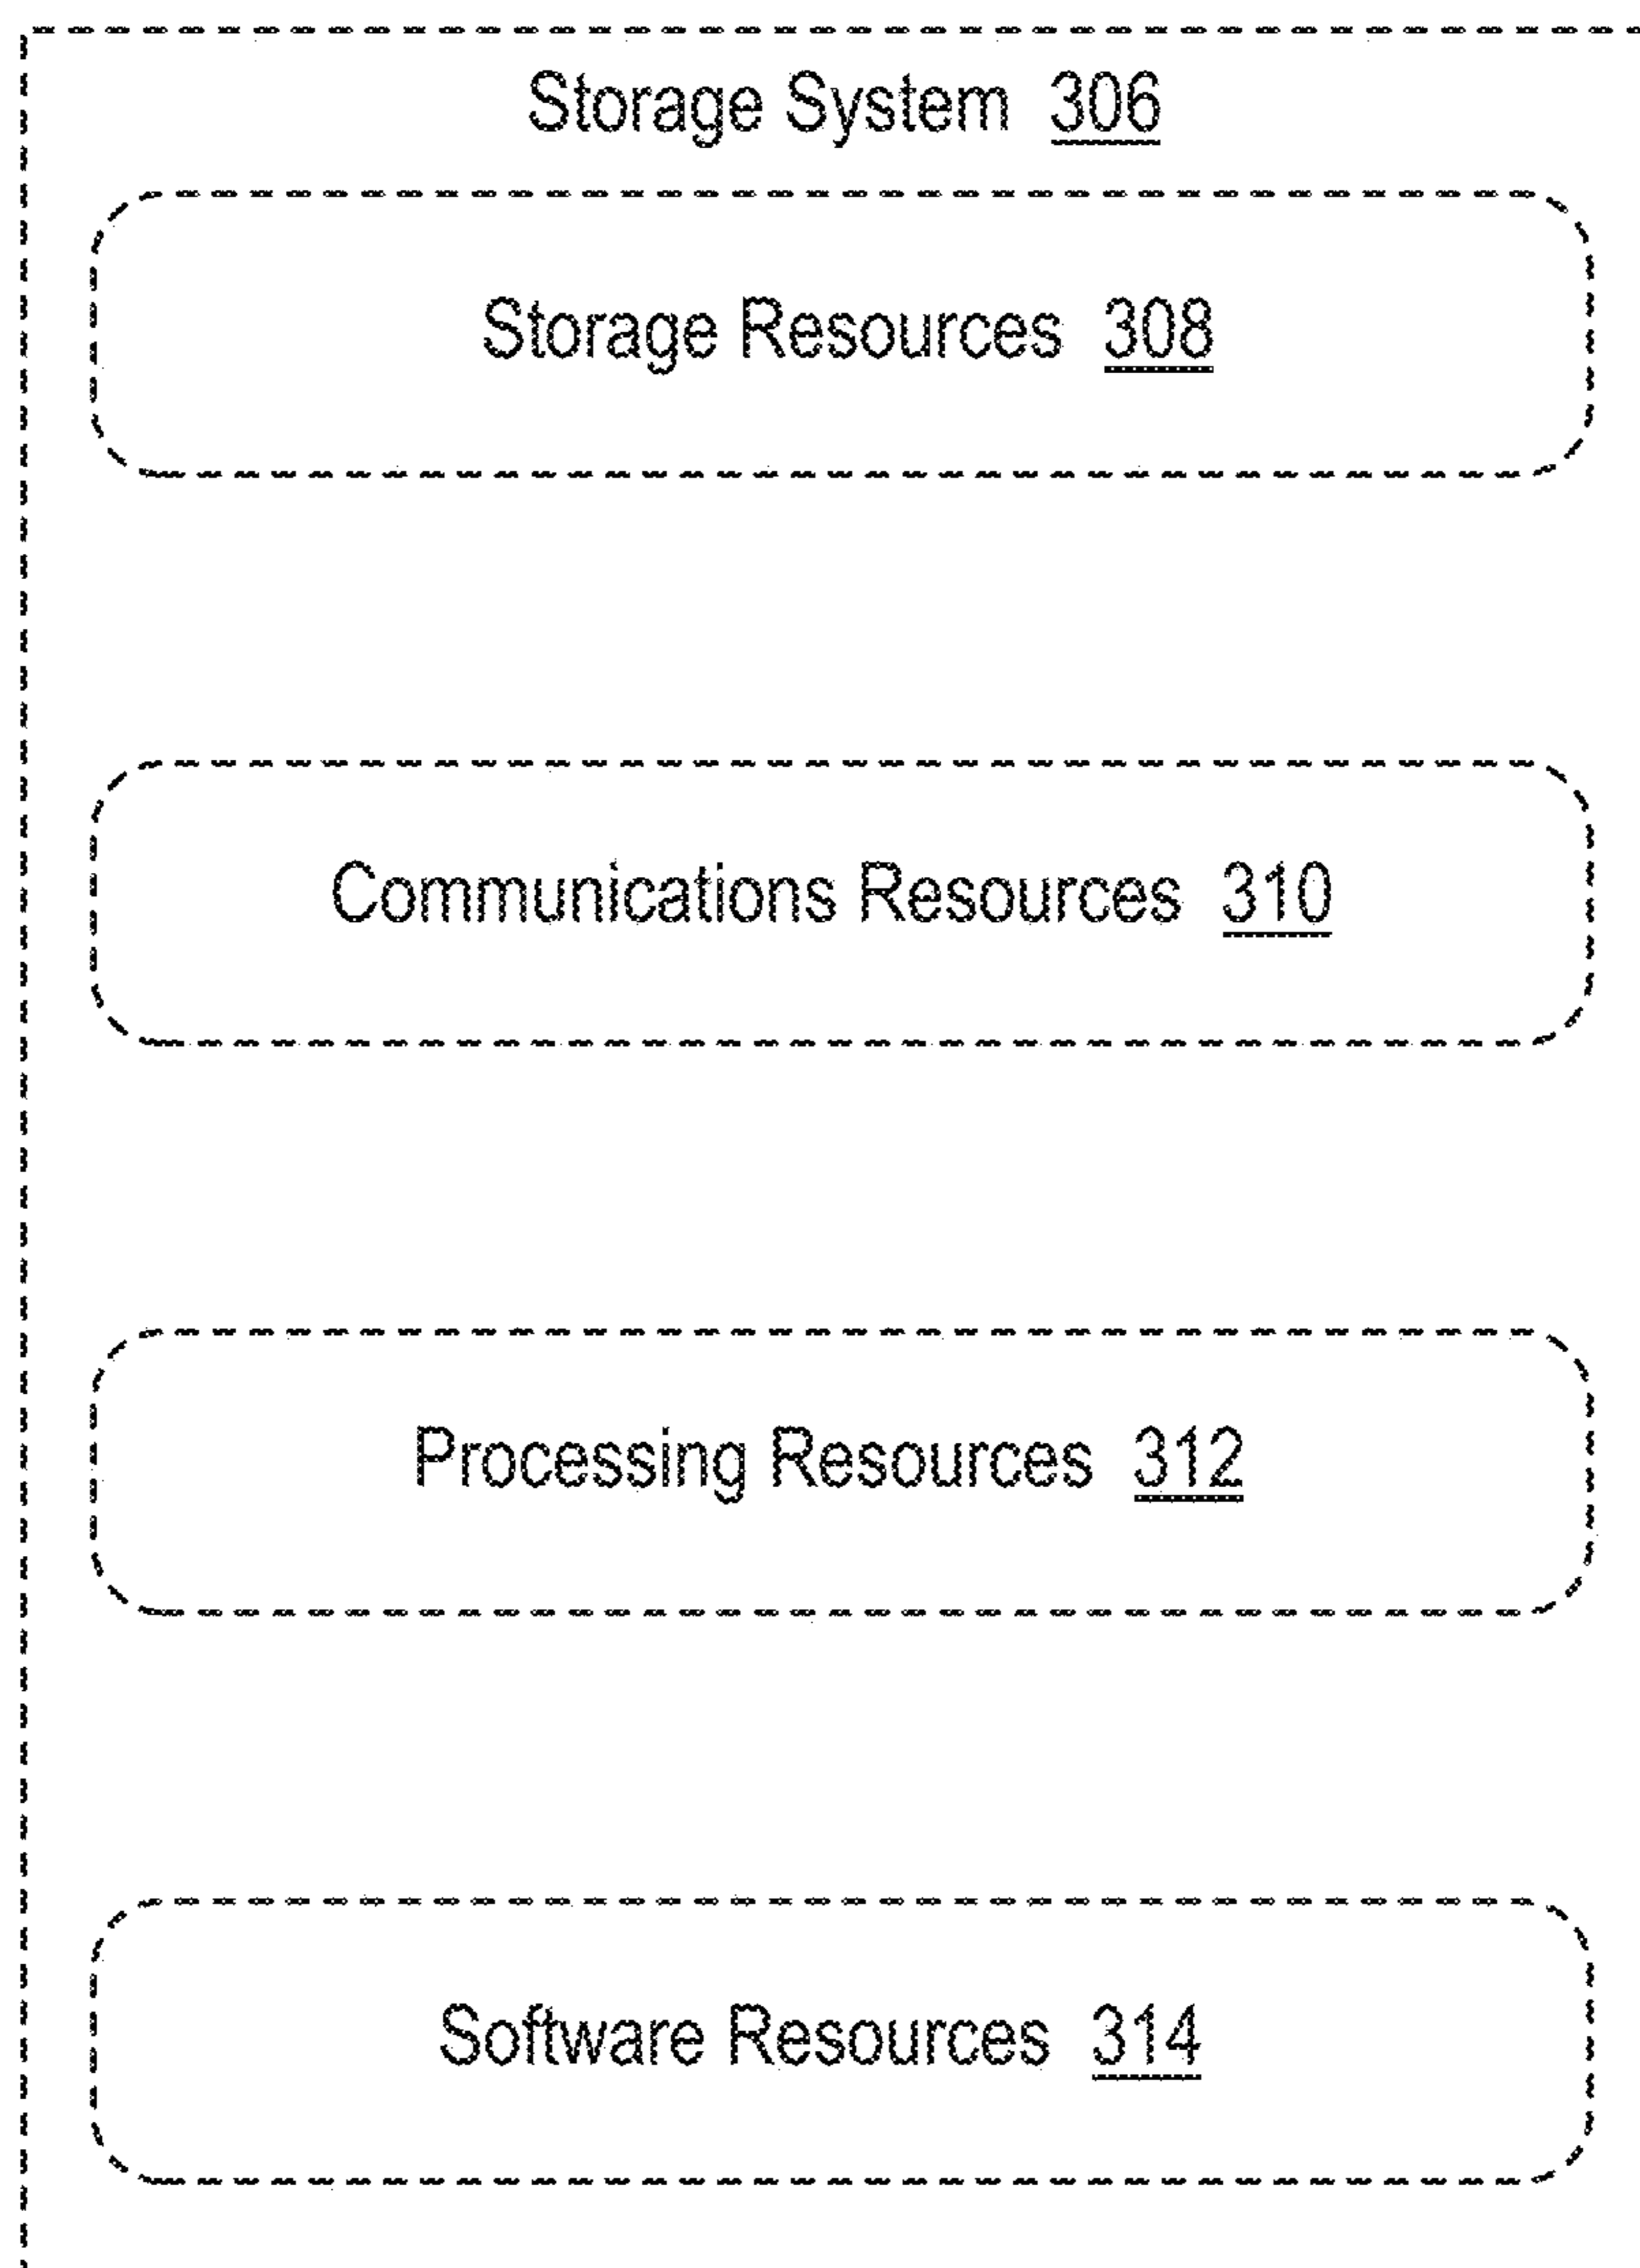 Storage System 306
Storage Resources 308
Communications Resources 310
Processing Resources 312
Software Resources 314